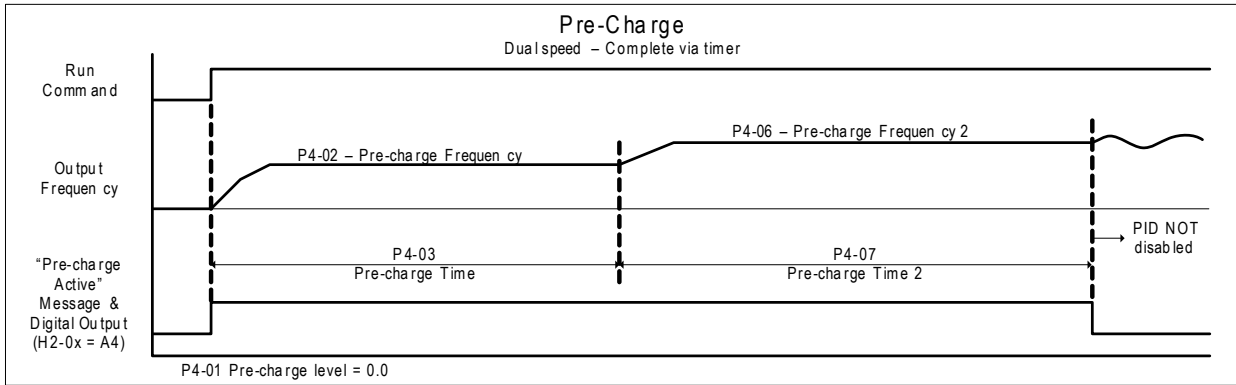 Pre-Charge
Dual speed – Complete via timer
Run
Command
P4-06 – Pre-charge Frequency 2
P4-02 – Pre-charge Frequency
Output
Frequency
PID NOT
disabled
P4-03
Pre-charge Time
P4-07
Pre-charge Time 2
"Pre-charge
Active"
Message &
Digital Output
(H2-0x = A4)
P4-01 Pre-charge level = 0.0